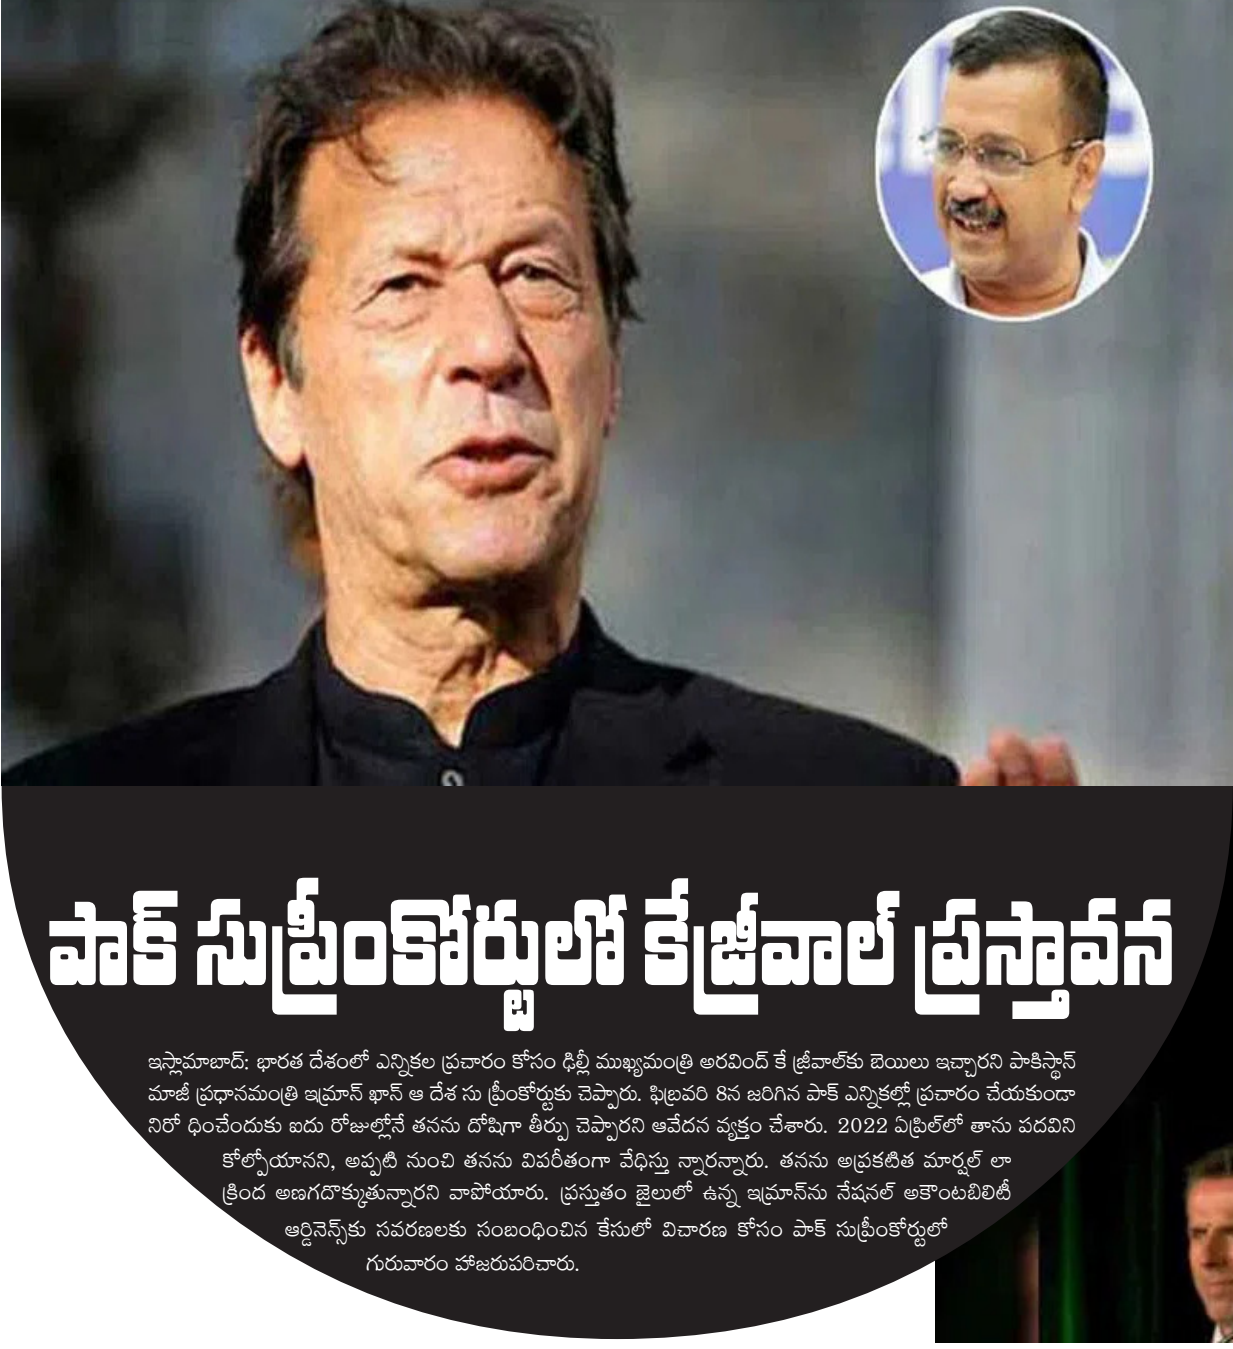 పాక్ సుప్రీంకోర్టులో కేజ్రీవాల్ ప్రస్తావన
ఇస్లామాబాద్: భారత దేశంలో ఎన్నికల ప్రచారం కోసం ఢిల్లీ ముఖ్యమంత్రి అరవింద్ కే జ్రీవాల్‌కు బెయిలు ఇచ్చారని పాకిస్థాన్
మాజీ ప్రధానమంత్రి ఇమ్రాన్ ఖాన్ ఆ దేశ సు ప్రీంకోర్టుకు చెప్పారు. ఫిబ్రవరి 8న జరిగిన పాక్ ఎన్నికల్లో ప్రచారం చేయకుండా
నిరో ధించేందుకు ఐదు రోజుల్లోనే తనను దోషిగా తీర్పు చెప్పారని ఆవేదన వ్యక్తం చేశారు. 2022 ఏప్రిల్‌లో తాను పదవిని
కోల్పోయానని, అప్పటి నుంచి తనను విపరీతంగా వేధిస్తు న్నారన్నారు. తనను అప్రకటిత మార్షల్ లా
క్రింద అణగదొక్కుతున్నారని వాపోయారు. ప్రస్తుతం జైలులో ఉన్న ఇమ్రాన్‌ను నేషనల్ అకౌంటబిలిటీ
ఆర్డినెన్స్‌కు సవరణలకు సంబంధించిన కేసులో విచారణ కోసం పాక్ సుప్రీంకోర్టులో
గురువారం హాజరుపరిచారు.